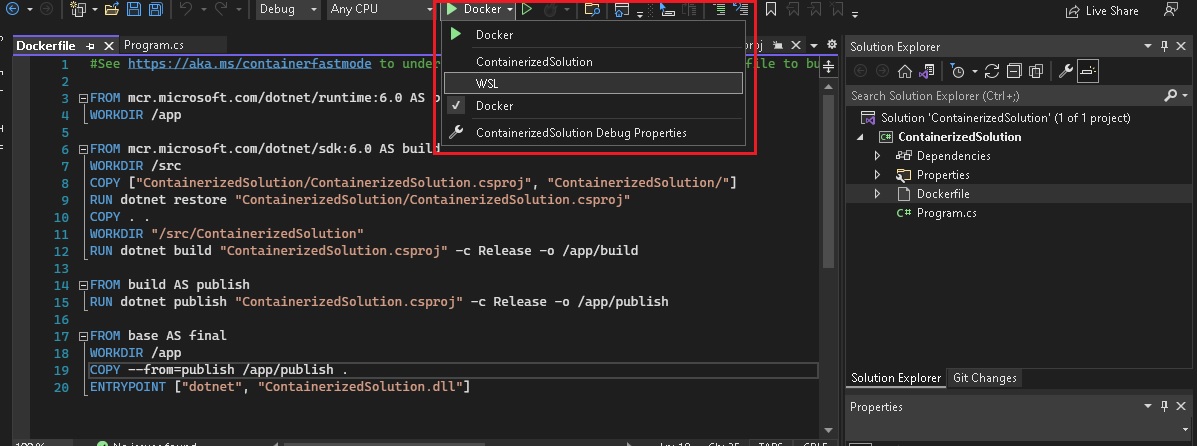 Debug
Any CPU
Docker
Live Share
Dockerfile
Program.cs
Docker
ContainerizedSolution
WSL
Docker
ContainerizedSolution Debug Properties
1 #See https://aka.ms/containerfastmode to under file to bu
2
3 FROM mcr.microsoft.com/dotnet/runtime:6.0 AS b
4 WORKDIR /app
5
6 FROM mcr.microsoft.com/dotnet/sdk:6.0 AS build
7 WORKDIR /src
8 COPY ["ContainerizedSolution/ContainerizedSolution.csproj", "ContainerizedSolution/"]
9 RUN dotnet restore "ContainerizedSolution/ContainerizedSolution.csproj"
10 COPY . .
11 WORKDIR "/src/ContainerizedSolution"
12 RUN dotnet build "ContainerizedSolution.csproj" -c Release -o /app/build
13
14 FROM build AS publish
15 RUN dotnet publish "ContainerizedSolution.csproj" -c Release -o /app/publish
16
17 FROM base AS final
18 WORKDIR /app
19 COPY --from=publish /app/publish .
20 ENTRYPOINT ["dotnet", "ContainerizedSolution.dll"]
Solution Explorer
Search Solution Explorer (Ctrl+;)
Solution 'ContainerizedSolution' (1 of 1 project)
ContainerizedSolution
Dependencies
Properties
Dockerfile
C# Program.cs
Solution Explorer
Git Changes
Properties